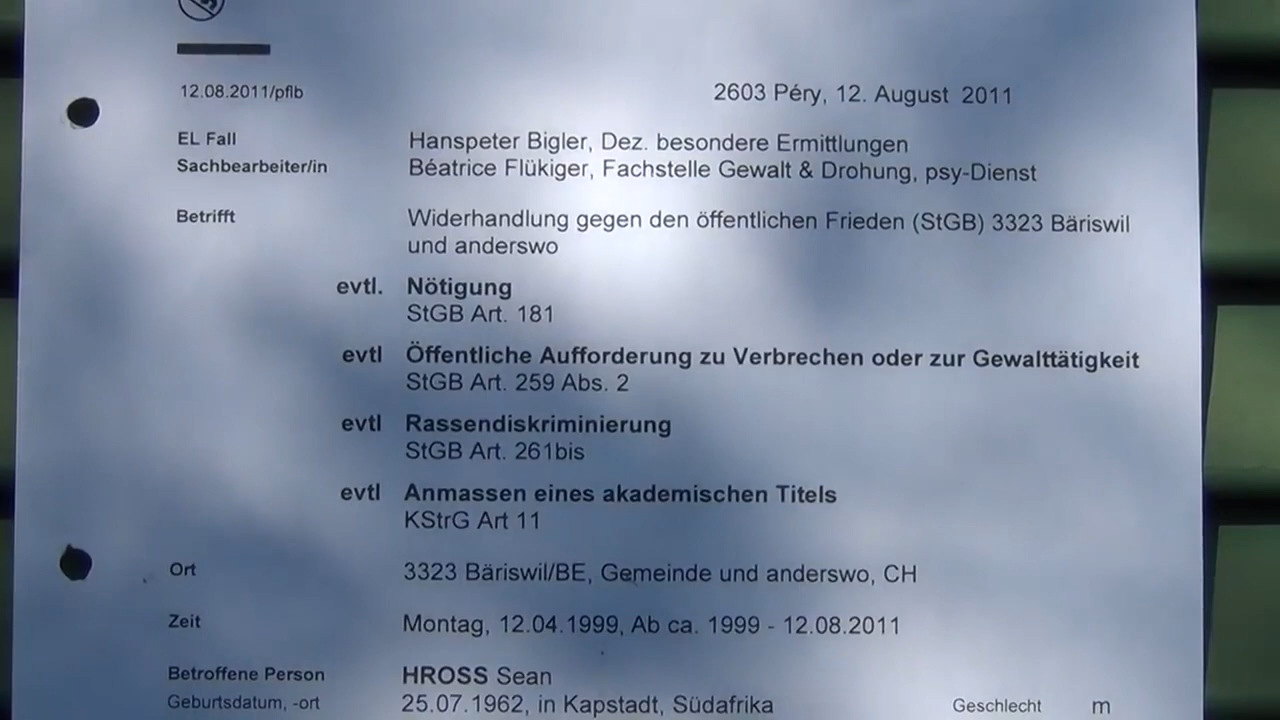 12.08.2011/pflb
2603 Péry, 12. August 2011
EL Fall Hanspeter Bigler, Dez. besondere Ermittlungen
Sachbearbeiter/in Béatrice Flükiger, Fachstelle Gewalt & Drohung, psy-Dienst
Betrifft Widerhandlung gegen den öffentlichen Frieden (StGB) 3323 Bäriswil
und anderswo
evtl. Nötigung
StGB Art. 181
evtl Öffentliche Aufforderung zu Verbrechen oder zur Gewalttätigkeit
StGB Art. 259 Abs. 2
evtl Rassendiskriminierung
StGB Art. 261bis
evtl Anmassen eines akademischen Titels
KStrG Art 11
Ort 3323 Bäriswil/BE, Gemeinde und anderswo, CH
Zeit Montag, 12.04.1999, Ab ca. 1999 - 12.08.2011
Betroffene Person HROSS Sean
Geburtsdatum, -ort 25.07.1962, in Kapstadt, Südafrika Geschlecht m